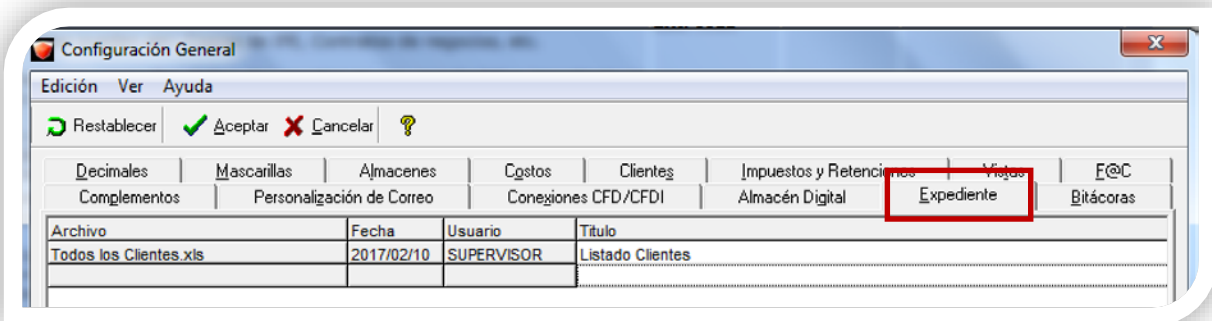 Configuración General
Edición Ver Ayuda
Restablecer Aceptar Cancelar
Decimales Mascarillas Almacenes Costos Clientes Impuestos y Retenciones Vistas F@C
Complementos Personalización de Correo Conexiones CFD/CFDI Almacén Digital Expediente Bitácoras
Archivo Fecha Usuario Titulo
Todos los Clientes.xls 2017/02/10 SUPERVISOR Listado Clientes